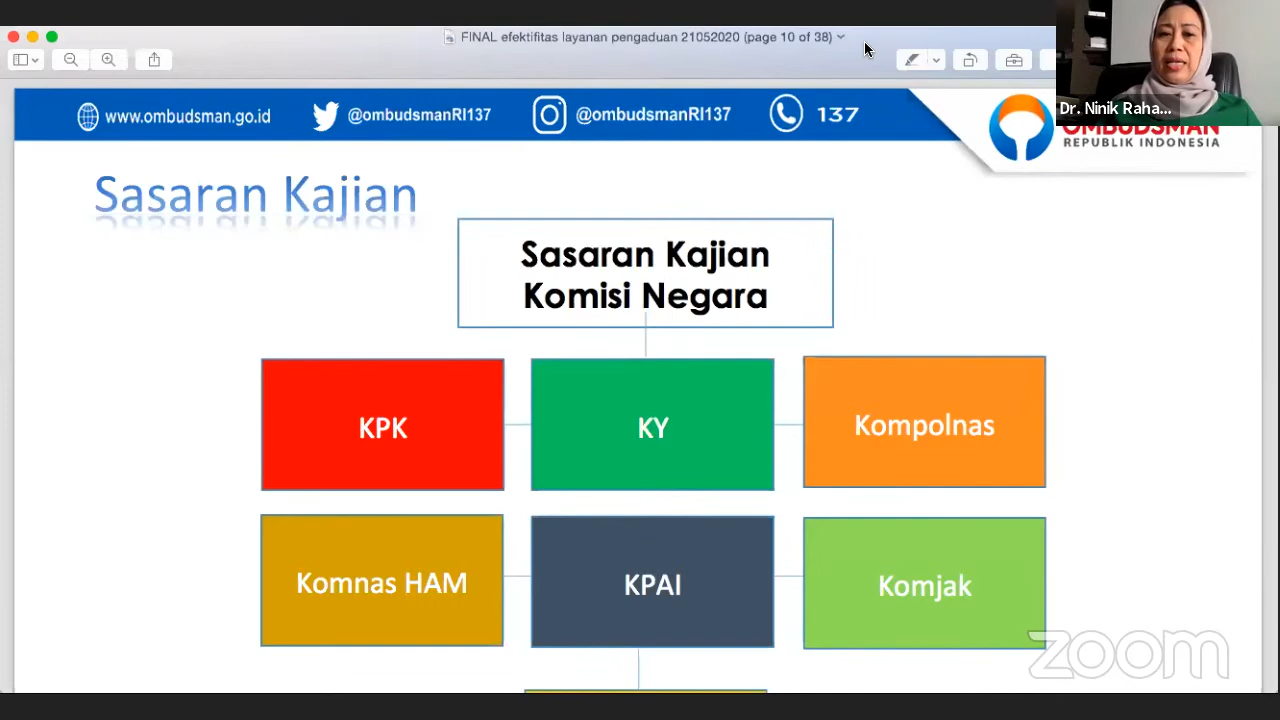 FINAL efektifitas layanan pengaduan 21052020 (page 10 of 38)
www.ombudsman.go.id
@ombudsmanRI137
@ombudsmanRI137
137
Dr. Ninik Raha...
OMBUDSMAN
REPUBLIK INDONESIA
Sasaran Kajian
Sasaran Kajian
Komisi Negara
KPK
KY
Kompolnas
Komnas HAM
KPAI
Komjak
zoom